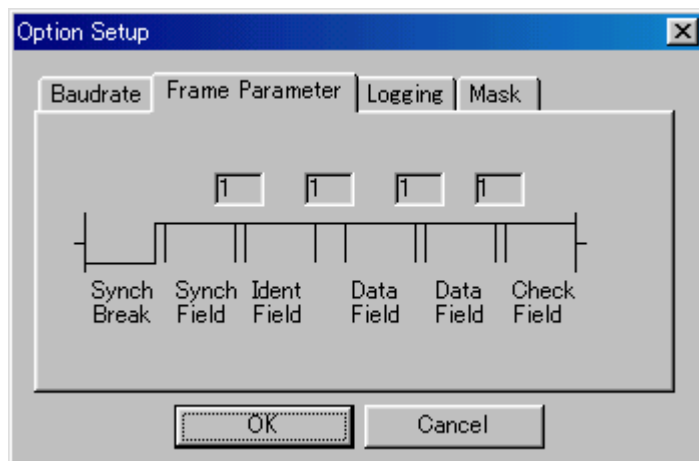 Option Setup
Baudrate Frame Parameter Logging Mask
1 1 1 1
Synch Synch Ident Data Data Check
Break Field Field Field Field Field
OK Cancel